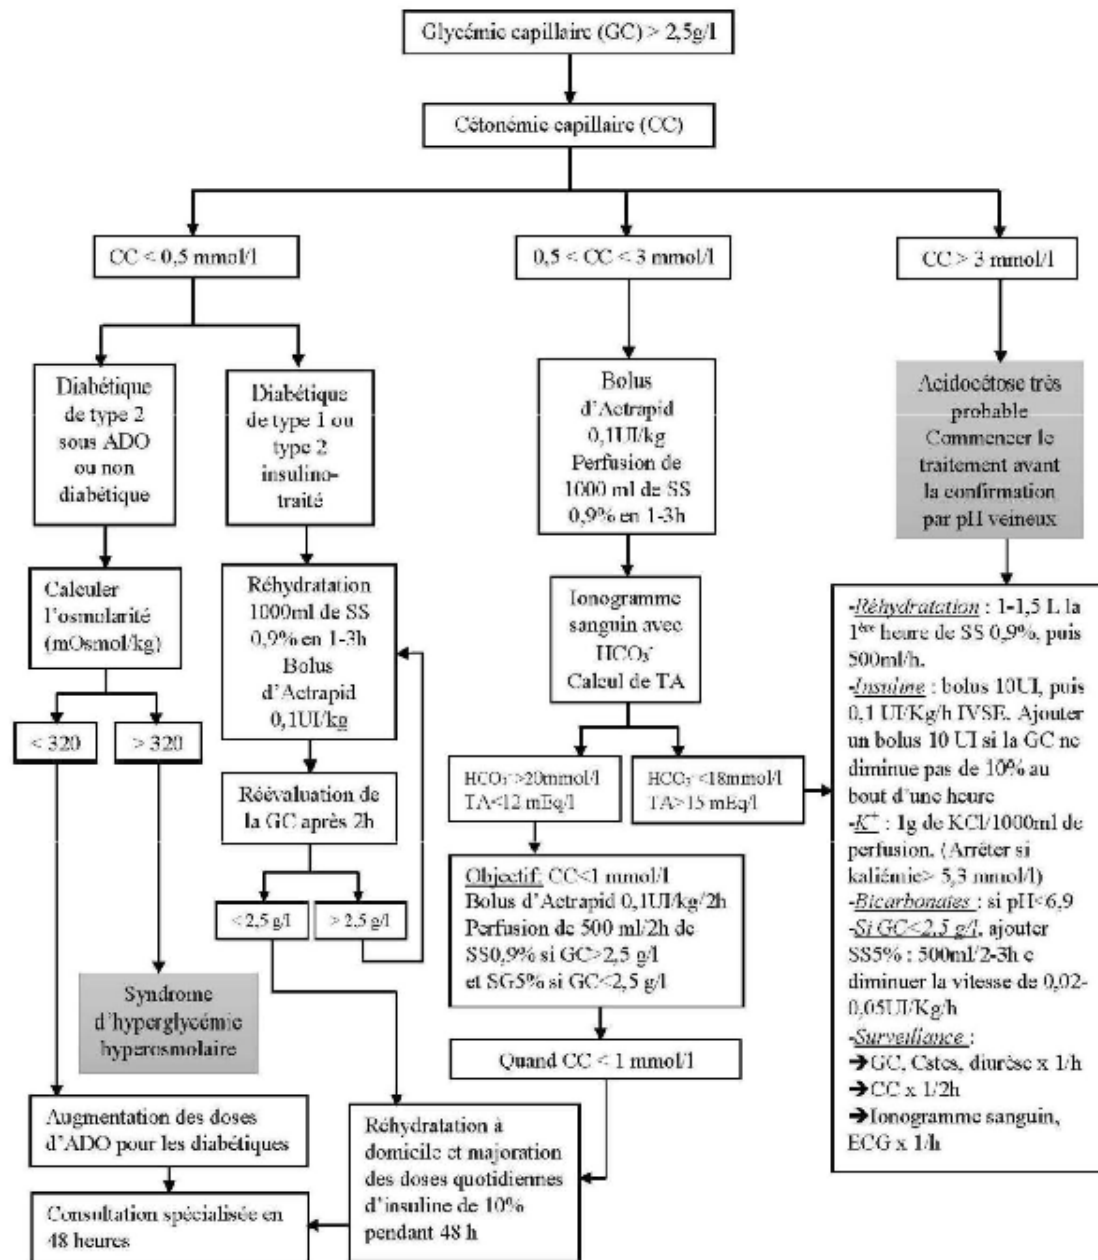 Glycémie capillaire (GC) > 2,5g/l
Cétonémie capillaire (CC)
CC < 0,5 mmol/l
0,5 < CC < 3 mmol/l
CC > 3 mmol/l
Diabétique
de type 2
sous ADO
ou non
diabétique
Diabétique
de type 1 ou
type 2
insulino-
traité
Bolus
d'Actrapid
0,1UI/kg
Perfusion de
1000 ml de SS
0,9% en 1-3h
Acidocétose très
probable
Commencer le
traitement avant
la confirmation
par pH veineux
Calculer
l'osmolarité
(mOsmol/kg)
Réhydratation
1000ml de SS
0,9% en 1-3h
Bolus
d'Actrapid
0,1UI/kg
Ionogramme
sanguin avec
HCO₃⁻
Calcul de TA
-Réhydratation : 1-1,5 L la
1ère heure de SS 0,9%, puis
500ml/h.
-Insuline : bolus 10UI, puis
0,1 UI/Kg/h IVSE. Ajouter
un bolus 10 UI si la GC ne
diminue pas de 10% au
bout d'une heure
-K⁺ : 1g de KCl/1000ml de
perfusion. (Arrêter si
kaliémie> 5,3 mmol/l)
-Bicarbonates : si pH<6,9
-Si GC<2,5 g/l, ajouter
SS5% : 500ml/2-3h e
diminuer la vitesse de 0,02-
0,05UI/Kg/h
-Surveillance :
➔GC, Cstes, diurèse x 1/h
➔CC x 1/2h
➔Ionogramme sanguin,
ECG x 1/h
< 320
> 320
Réévaluation de
la GC après 2h
HCO₃⁻>20mmol/l
TA<12 mEq/l
HCO₃⁻<18mmol/l
TA>15 mEq/l
< 2,5 g/l
> 2,5 g/l
Objectif: CC<1 mmol/l
Bolus d'Actrapid 0,1UI/kg/2h
Perfusion de 500 ml/2h de
SS0,9% si GC>2,5 g/l
et SG5% si GC<2,5 g/l
Syndrome
d'hyperglycémie
hyperosmolaire
Quand CC < 1 mmol/l
Augmentation des doses
d'ADO pour les diabétiques
Réhydratation à
domicile et majoration
des doses quotidiennes
d'insuline de 10%
pendant 48 h
Consultation spécialisée en
48 heures